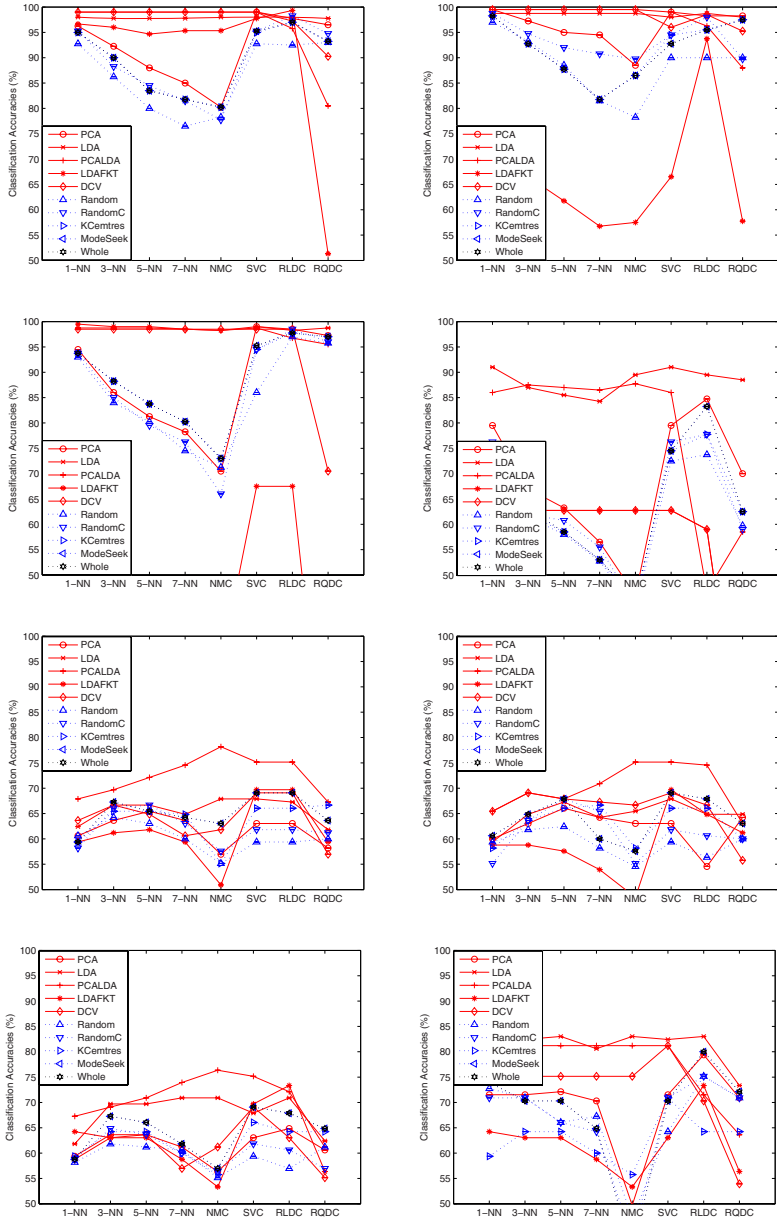 Classification Accuracies (%)
100
95
90
85
80
75
70
65
60
55
50
PCA
LDA
PCALDA
LDAFKT
DCV
Random
RandomC
KCemtres
ModeSeek
Whole
1−NN 3−NN 5−NN 7−NN NMC SVC RLDC RQDC
Classification Accuracies (%)
100
95
90
85
80
75
70
65
60
55
50
PCA
LDA
PCALDA
LDAFKT
DCV
Random
RandomC
KCemtres
ModeSeek
Whole
1−NN 3−NN 5−NN 7−NN NMC SVC RLDC RQDC
Classification Accuracies (%)
100
95
90
85
80
75
70
65
60
55
50
PCA
LDA
PCALDA
LDAFKT
DCV
Random
RandomC
KCemtres
ModeSeek
Whole
1−NN 3−NN 5−NN 7−NN NMC SVC RLDC RQDC
Classification Accuracies (%)
100
95
90
85
80
75
70
65
60
55
50
PCA
LDA
PCALDA
LDAFKT
DCV
Random
RandomC
KCemtres
ModeSeek
Whole
1−NN 3−NN 5−NN 7−NN NMC SVC RLDC RQDC
Classification Accuracies (%)
100
95
90
85
80
75
70
65
60
55
50
PCA
LDA
PCALDA
LDAFKT
DCV
Random
RandomC
KCemtres
ModeSeek
Whole
1−NN 3−NN 5−NN 7−NN NMC SVC RLDC RQDC
Classification Accuracies (%)
100
95
90
85
80
75
70
65
60
55
50
PCA
LDA
PCALDA
LDAFKT
DCV
Random
RandomC
KCemtres
ModeSeek
Whole
1−NN 3−NN 5−NN 7−NN NMC SVC RLDC RQDC
Classification Accuracies (%)
100
95
90
85
80
75
70
65
60
55
50
PCA
LDA
PCALDA
LDAFKT
DCV
Random
RandomC
KCemtres
ModeSeek
Whole
1−NN 3−NN 5−NN 7−NN NMC SVC RLDC RQDC
Classification Accuracies (%)
100
95
90
85
80
75
70
65
60
55
50
PCA
LDA
PCALDA
LDAFKT
DCV
Random
RandomC
KCemtres
ModeSeek
Whole
1−NN 3−NN 5−NN 7−NN NMC SVC RLDC RQDC